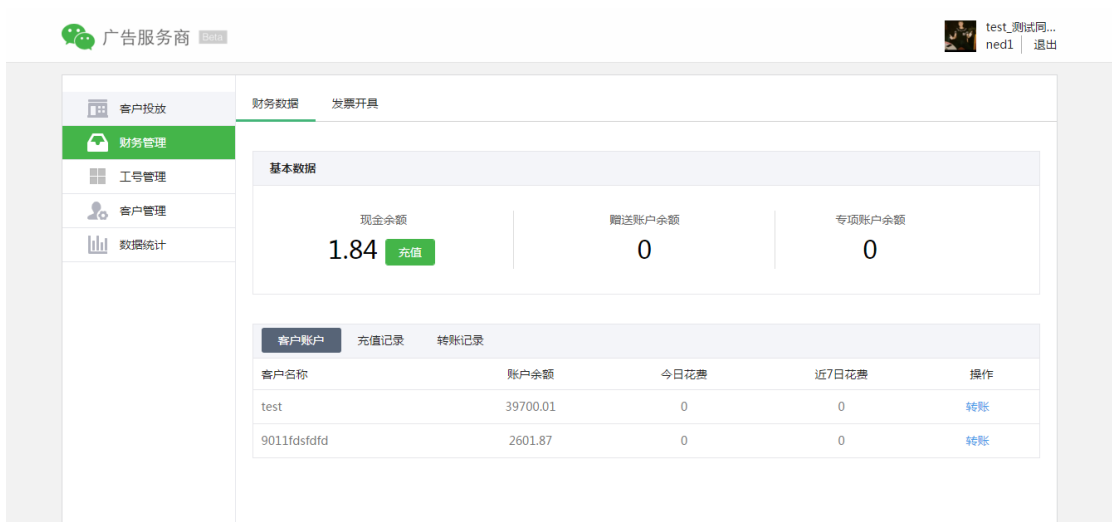 广告服务商 Beta
test_测试同...
ned1 退出
客户投放
财务管理
工号管理
客户管理
数据统计
财务数据 发票开具
基本数据
现金余额 赠送账户余额 专项账户余额
1.84 充值 0 0
客户账户 充值记录 转账记录
客户名称 账户余额 今日花费 近7日花费 操作
test 39700.01 0 0 转账
9011fdsfdfd 2601.87 0 0 转账